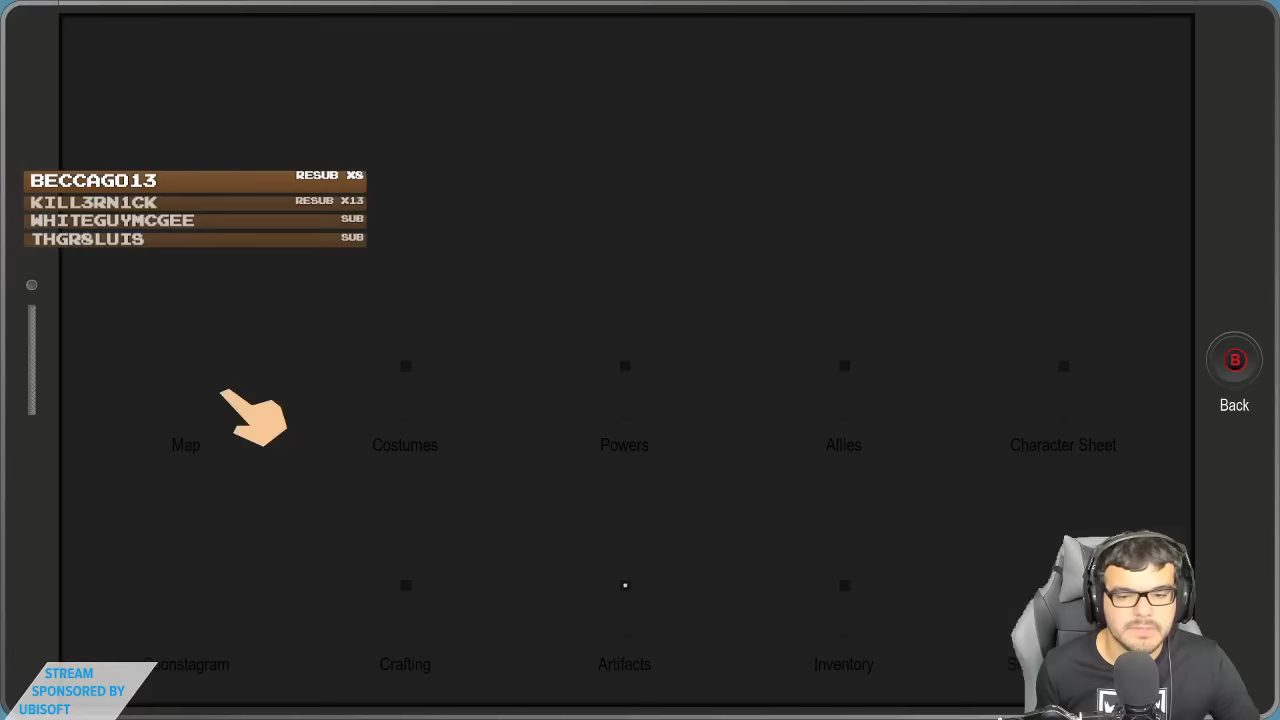 BECCAGO13 RESUB X8
KILL3RN1CK RESUB X13
WHITEGUYMCGEE SUB
THGR8LUIS SUB
B
Back
Map Costumes Powers Allies Character Sheet
Crafting Artifacts Inventory
STREAM
SPONSORED BY
UBISOFT